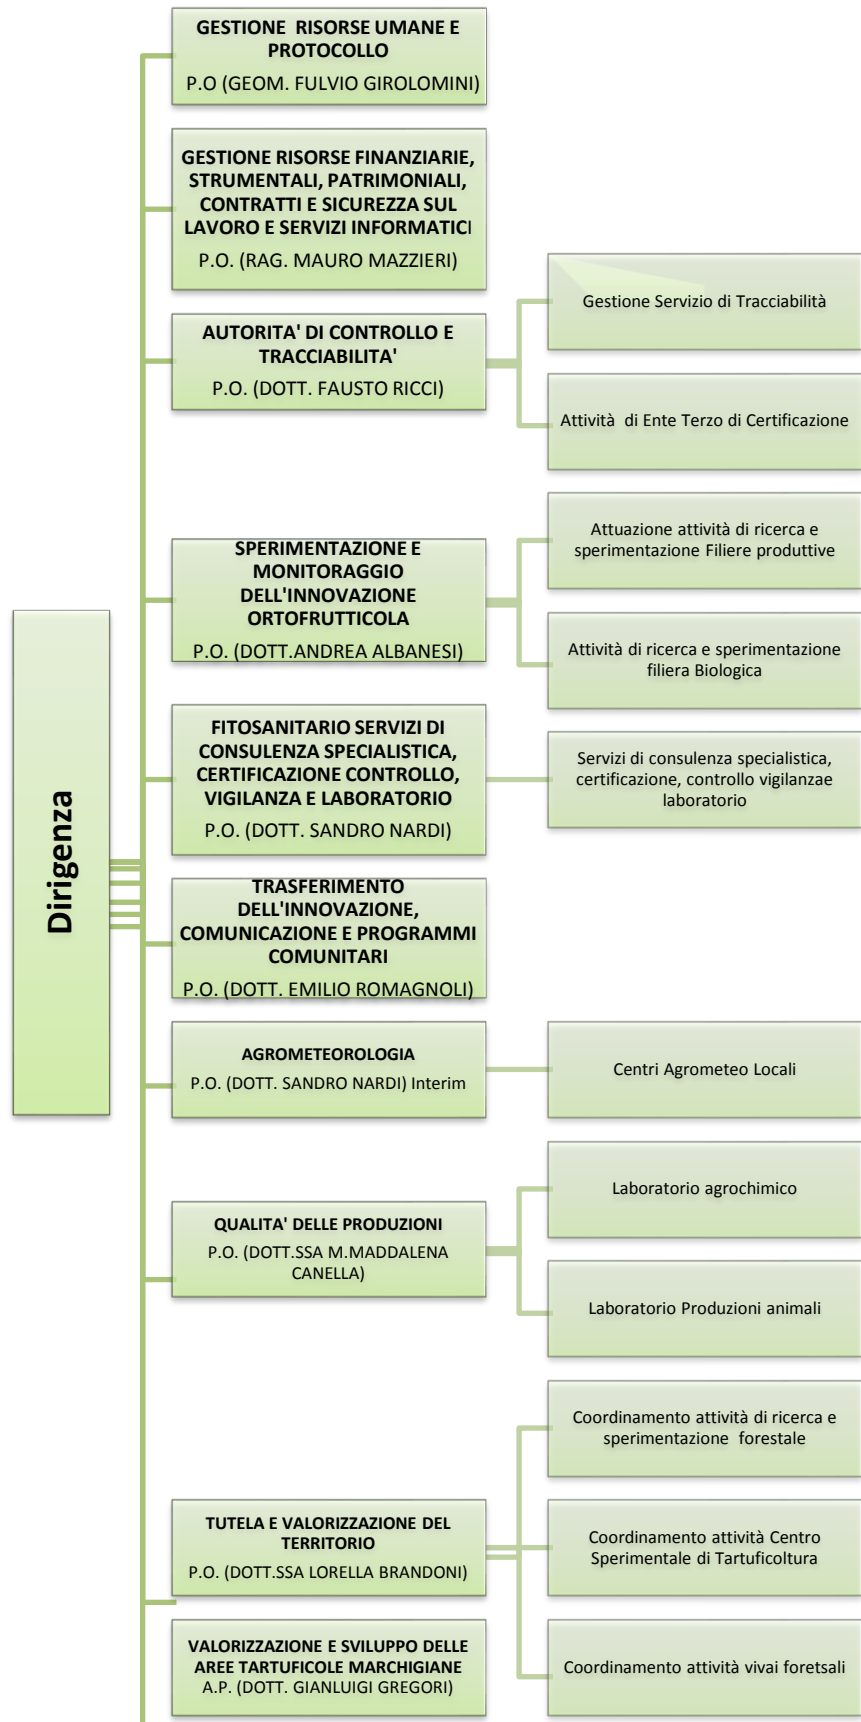 Dirigenza
GESTIONE RISORSE UMANE E
PROTOCOLLO
P.O (GEOM. FULVIO GIROLOMINI)
GESTIONE RISORSE FINANZIARIE,
STRUMENTALI, PATRIMONIALI,
CONTRATTI E SICUREZZA SUL
LAVORO E SERVIZI INFORMATICI
P.O. (RAG. MAURO MAZZIERI)
AUTORITA' DI CONTROLLO E
TRACCIABILITA'
P.O. (DOTT. FAUSTO RICCI)
Gestione Servizio di Tracciabilità
Attività di Ente Terzo di Certificazione
SPERIMENTAZIONE E
MONITORAGGIO
DELL'INNOVAZIONE
ORTOFRUTTICOLA
P.O. (DOTT.ANDREA ALBANESI)
Attuazione attività di ricerca e
sperimentazione Filiere produttive
Attività di ricerca e sperimentazione
filiera Biologica
FITOSANITARIO SERVIZI DI
CONSULENZA SPECIALISTICA,
CERTIFICAZIONE CONTROLLO,
VIGILANZA E LABORATORIO
P.O. (DOTT. SANDRO NARDI)
Servizi di consulenza specialistica,
certificazione, controllo vigilanzae
laboratorio
TRASFERIMENTO
DELL'INNOVAZIONE,
COMUNICAZIONE E PROGRAMMI
COMUNITARI
P.O. (DOTT. EMILIO ROMAGNOLI)
AGROMETEOROLOGIA
P.O. (DOTT. SANDRO NARDI) Interim
Centri Agrometeo Locali
QUALITA' DELLE PRODUZIONI
P.O. (DOTT.SSA M.MADDALENA
CANELLA)
Laboratorio agrochimico
Laboratorio Produzioni animali
TUTELA E VALORIZZAZIONE DEL
TERRITORIO
P.O. (DOTT.SSA LORELLA BRANDONI)
Coordinamento attività di ricerca e
sperimentazione forestale
Coordinamento attività Centro
Sperimentale di Tartuficoltura
Coordinamento attività vivai foretsali
VALORIZZAZIONE E SVILUPPO DELLE
AREE TARTUFICOLE MARCHIGIANE
A.P. (DOTT. GIANLUIGI GREGORI)